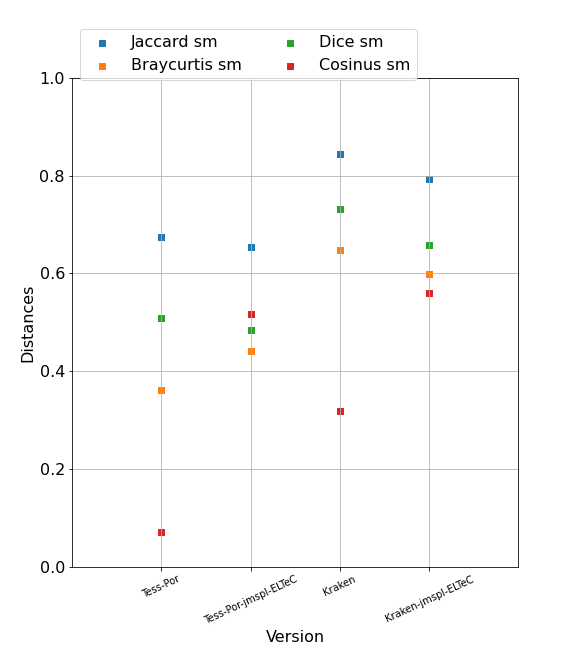 Jaccard sm
Dice sm
Braycurtis sm
Cosinus sm
1.0
0.8
0.6
0.4
0.2
0.0
Distances
Tess-Por
Tess-Por-jmspl-ELTeC
Kraken
Kraken-jmspl-ELTeC
Version